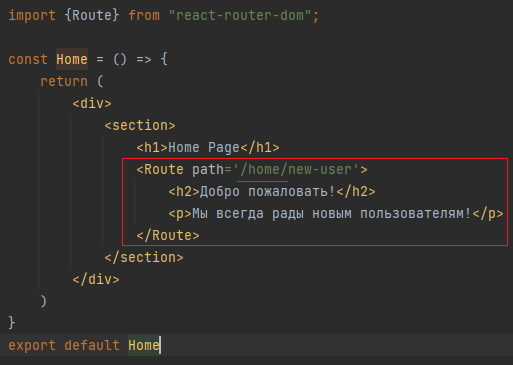 import {Route} from "react-router-dom";
const Home = () => {
return (
<div>
<section>
<h1>Home Page</h1>
<Route path='/home/new-user'>
<h2>Добро пожаловать!</h2>
<p>Мы всегда рады новым пользователям!</p>
</Route>
</section>
</div>
)
}
export default Home